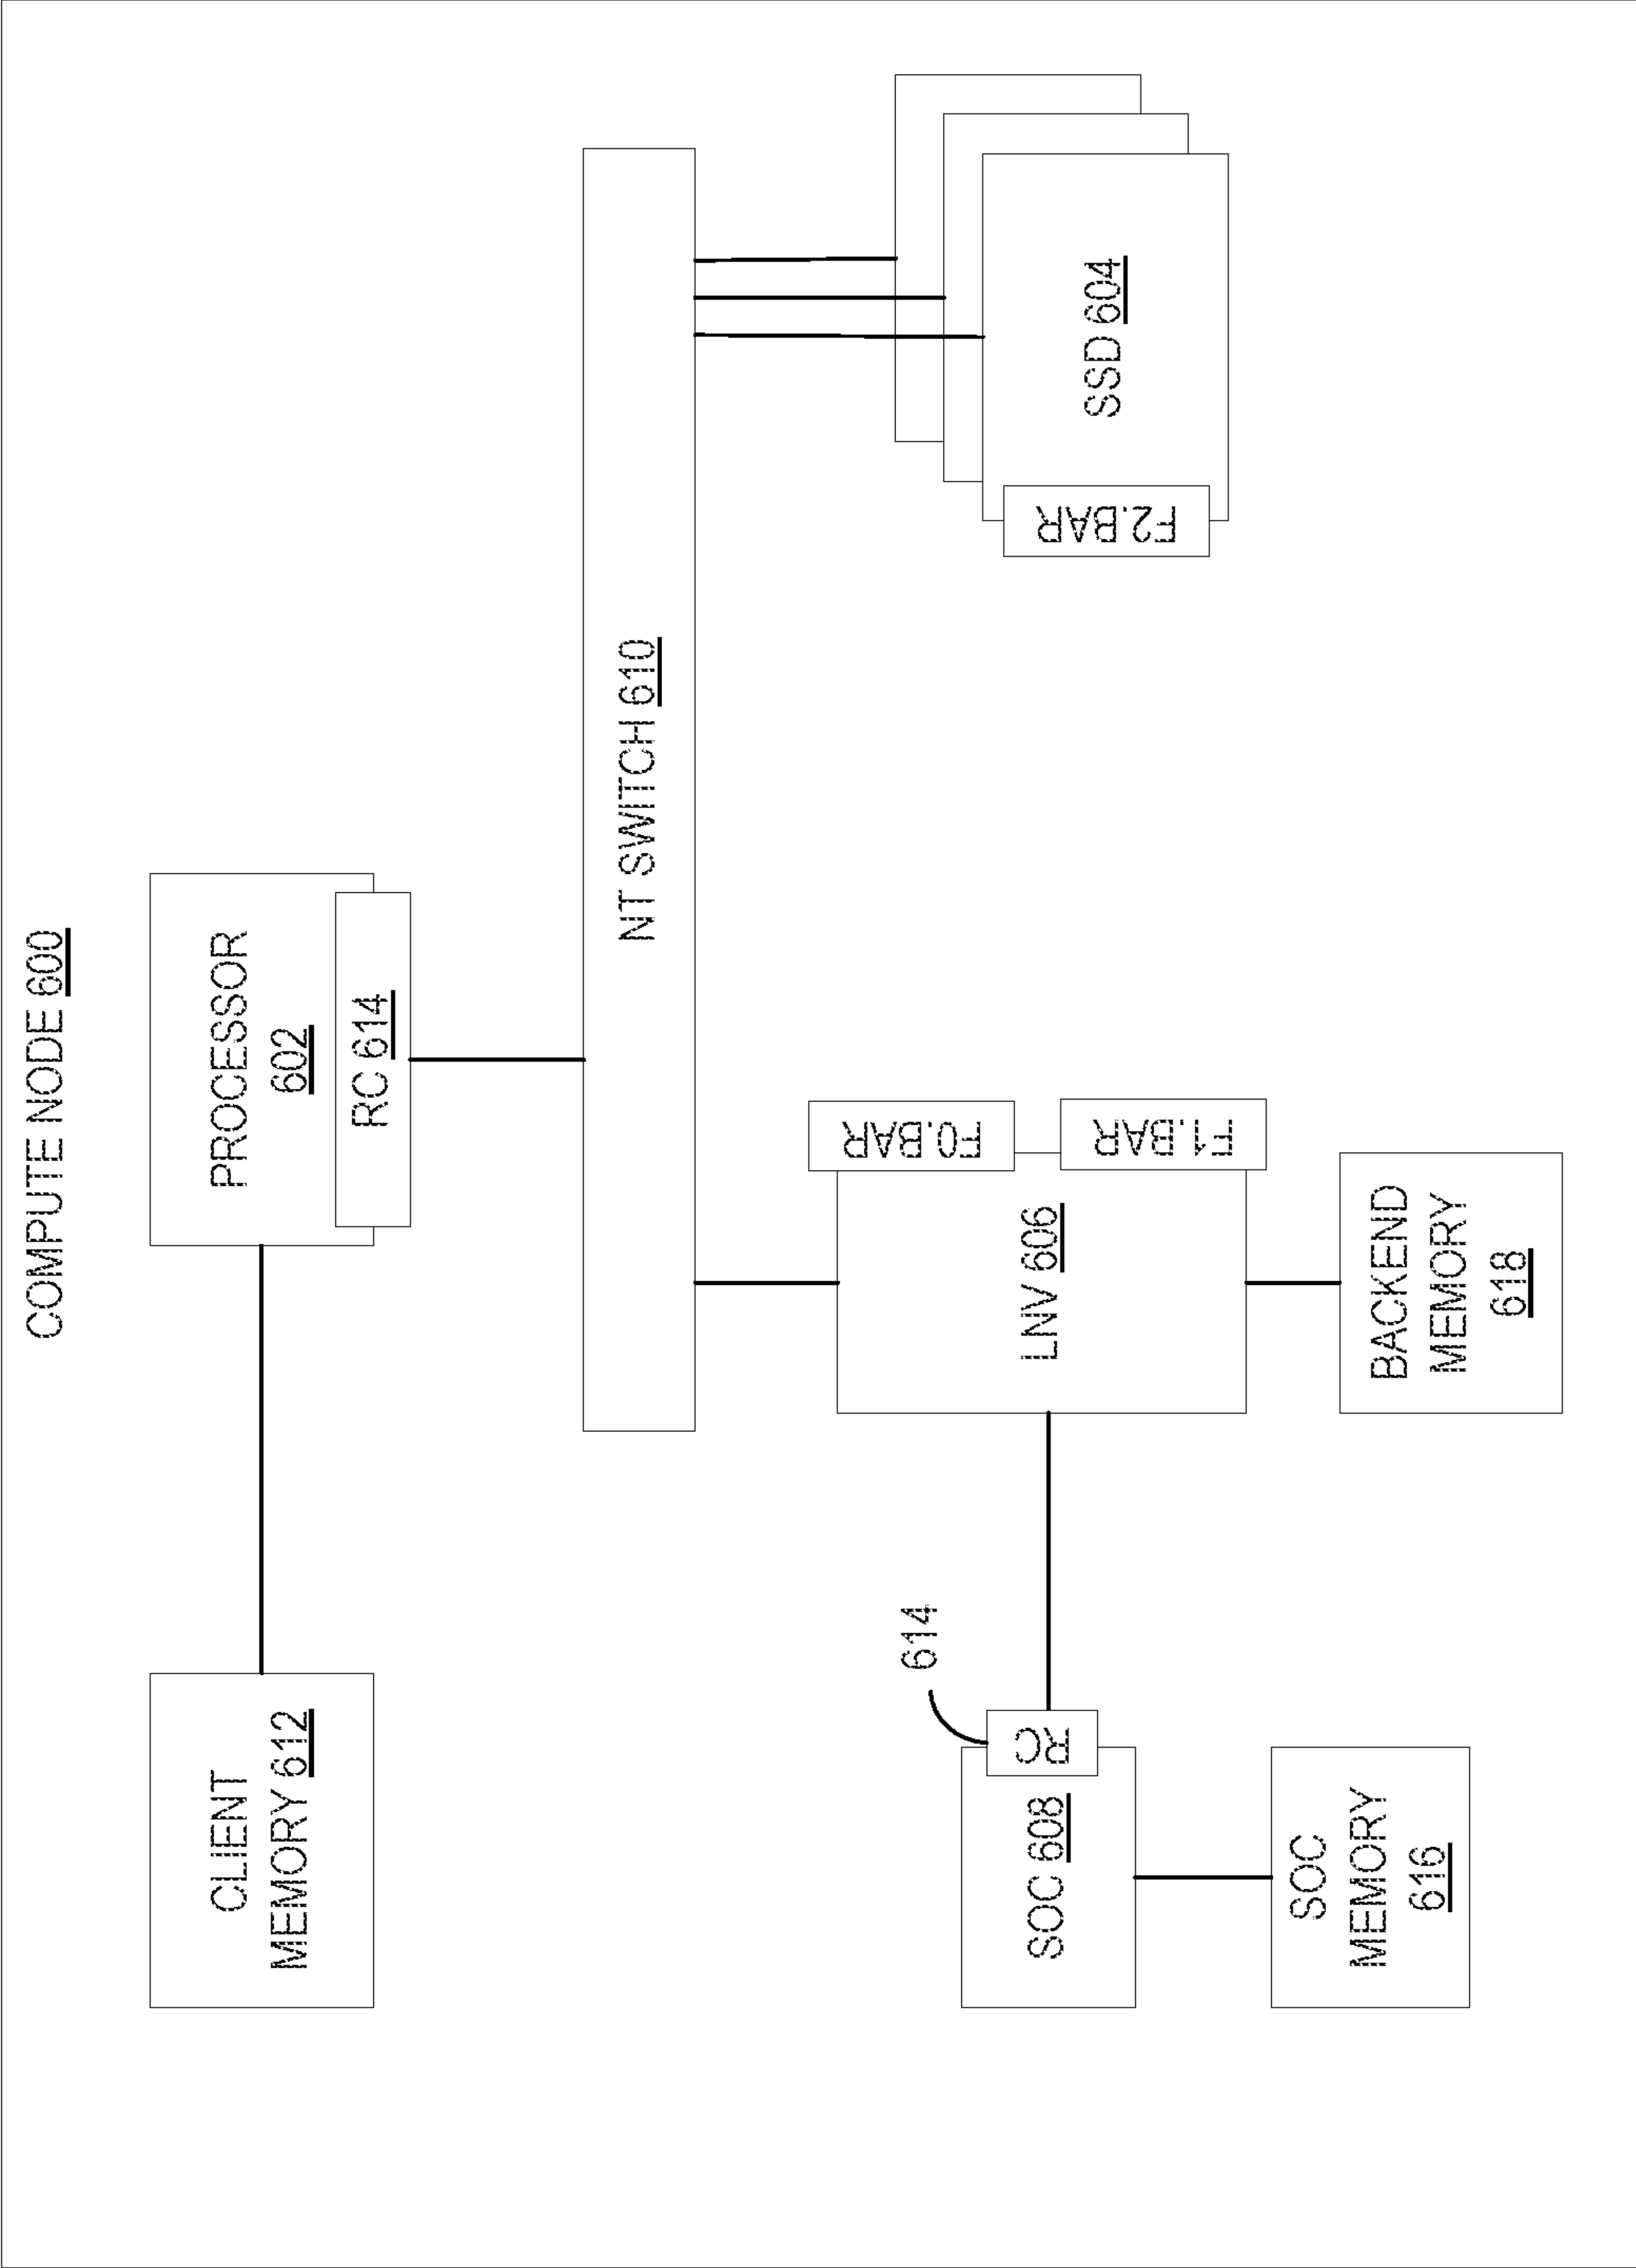 COMPUTE NODE 600
CLIENT
MEMORY 612
PROCESSOR
602
RC 614
NT SWITCH 610
614
RC
SOC 608
SOC
MEMORY
616
LNV 606
F0.BAR
F1.BAR
BACKEND
MEMORY
618
SSD 604
F2.BAR